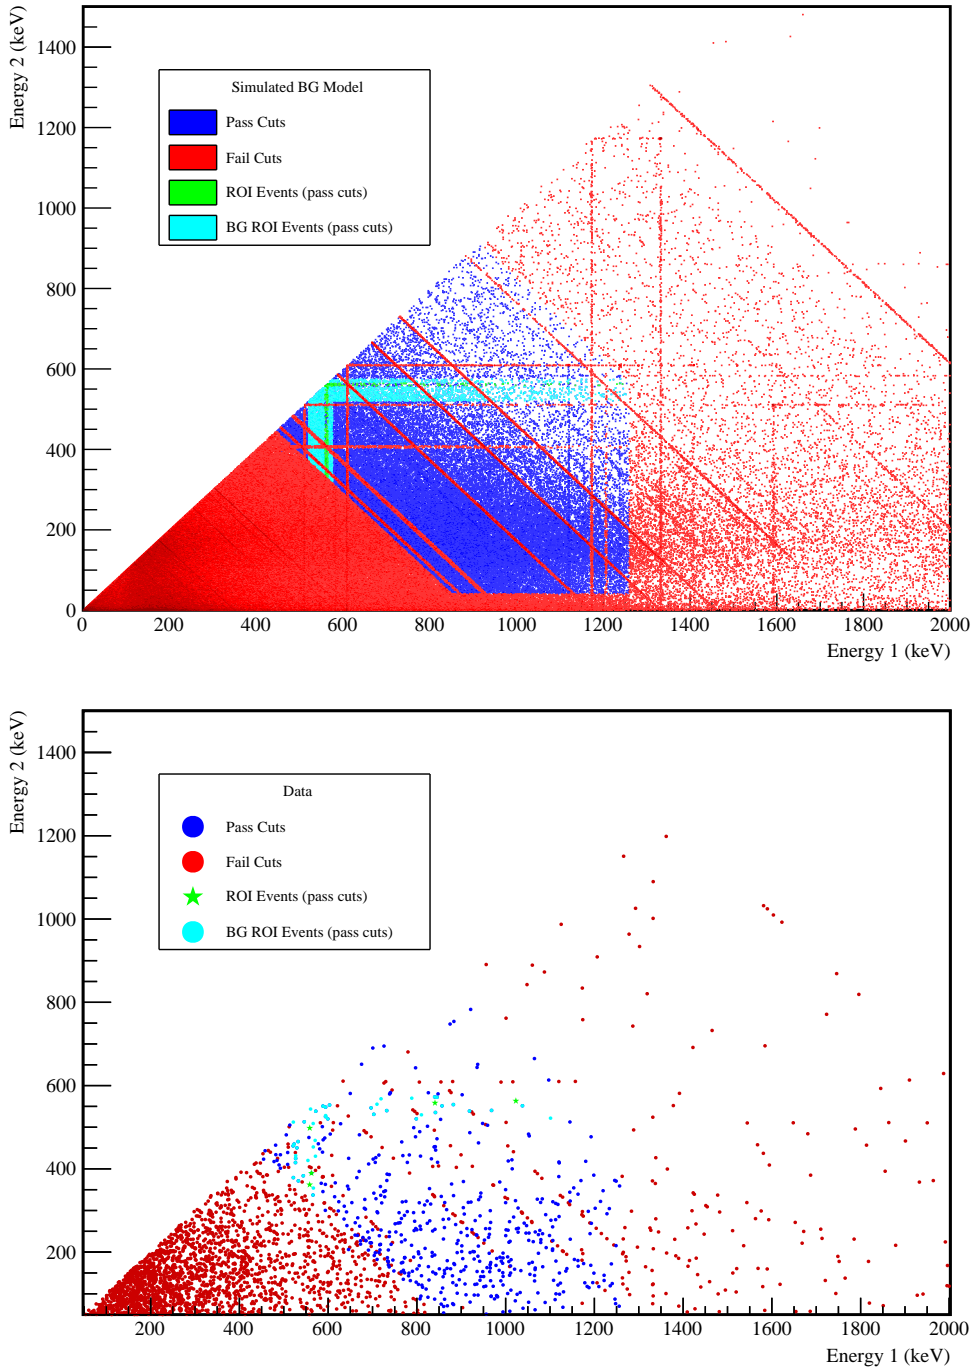 Energy 2 (keV)
1400
1200
1000
800
600
400
200
0
Simulated BG Model
Pass Cuts
Fail Cuts
ROI Events (pass cuts)
BG ROI Events (pass cuts)
0 200 400 600 800 1000 1200 1400 1600 1800 2000
Energy 1 (keV)
Energy 2 (keV)
1400
1200
1000
800
600
400
200
Data
Pass Cuts
Fail Cuts
ROI Events (pass cuts)
BG ROI Events (pass cuts)
200 400 600 800 1000 1200 1400 1600 1800 2000
Energy 1 (keV)